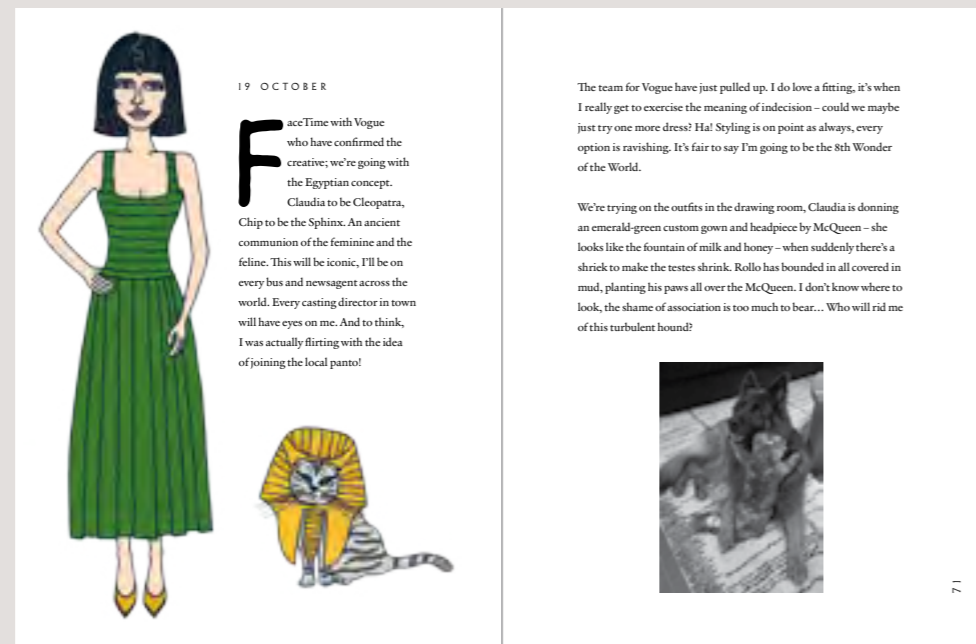 19 OCTOBER
FaceTime with Vogue
who have confirmed the
creative; we're going with
the Egyptian concept.
Claudia to be Cleopatra,
Chip to be the Sphinx. An ancient
communion of the feminine and the
feline. This will be iconic, I'll be on
every bus and newsagent across the
world. Every casting director in town
will have eyes on me. And to think,
I was actually flirting with the idea
of joining the local panto!
The team for Vogue have just pulled up. I do love a fitting, it's when
I really get to exercise the meaning of indecision – could we maybe
just try one more dress? Ha! Styling is on point as always, every
option is ravishing. It's fair to say I'm going to be the 8th Wonder
of the World.
We're trying on the outfits in the drawing room, Claudia is donning
an emerald-green custom gown and headpiece by McQueen – she
looks like the fountain of milk and honey – when suddenly there's a
shriek to make the testes shrink. Rollo has bounded in all covered in
mud, planting his paws all over the McQueen. I don't know where to
look, the shame of association is too much to bear… Who will rid me
of this turbulent hound?
71